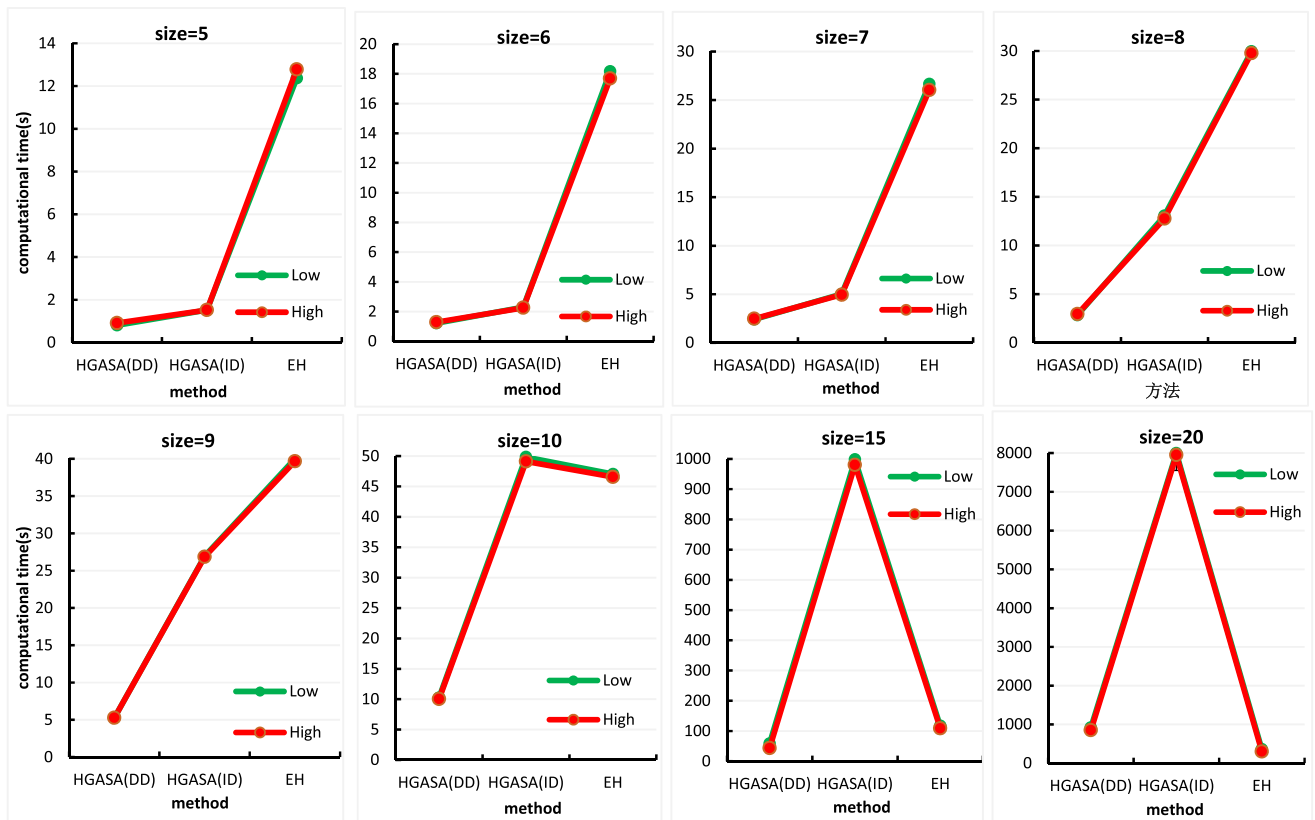 size=5
14
12
10
8
6
4
2
0
computational time(s)
Low
High
HGASA(DD) HGASA(ID) EH
method
size=6
20
18
16
14
12
10
8
6
4
2
0
Low
High
HGASA(DD) HGASA(ID) EH
method
size=7
30
25
20
15
10
5
0
Low
High
HGASA(DD) HGASA(ID) EH
method
size=8
30
25
20
15
10
5
0
Low
High
HGASA(DD) HGASA(ID) EH
方法
size=9
40
35
30
25
20
15
10
5
0
computational time(s)
Low
High
HGASA(DD) HGASA(ID) EH
method
size=10
50
45
40
35
30
25
20
15
10
5
0
Low
High
HGASA(DD) HGASA(ID) EH
method
size=15
1000
900
800
700
600
500
400
300
200
100
0
Low
High
HGASA(DD) HGASA(ID) EH
method
size=20
8000
7000
6000
5000
4000
3000
2000
1000
0
Low
High
HGASA(DD) HGASA(ID) EH
method